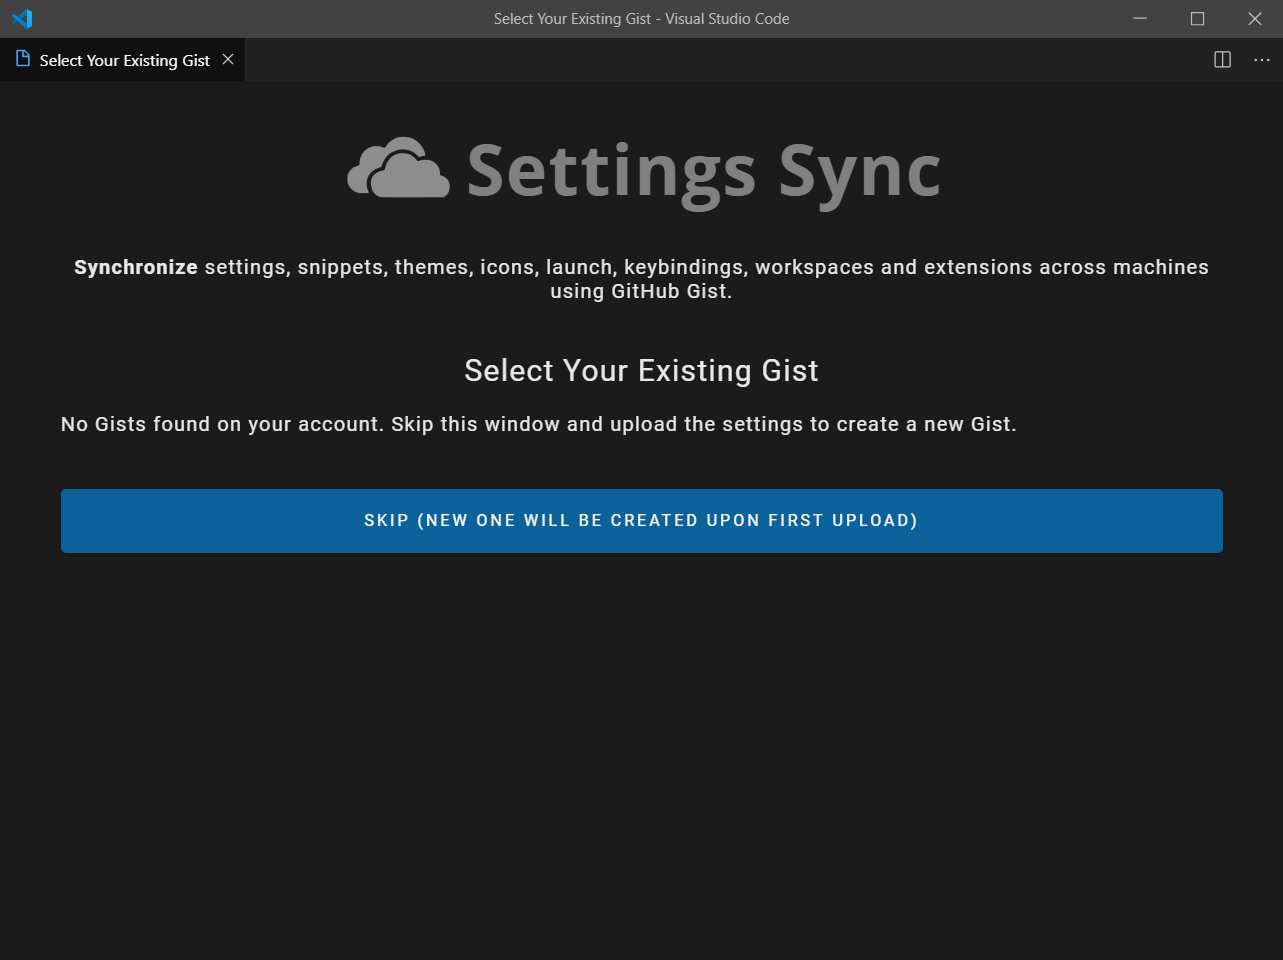 Select Your Existing Gist - Visual Studio Code
Select Your Existing Gist
Settings Sync
Synchronize settings, snippets, themes, icons, launch, keybindings, workspaces and extensions across machines
using GitHub Gist.
Select Your Existing Gist
No Gists found on your account. Skip this window and upload the settings to create a new Gist.
SKIP (NEW ONE WILL BE CREATED UPON FIRST UPLOAD)